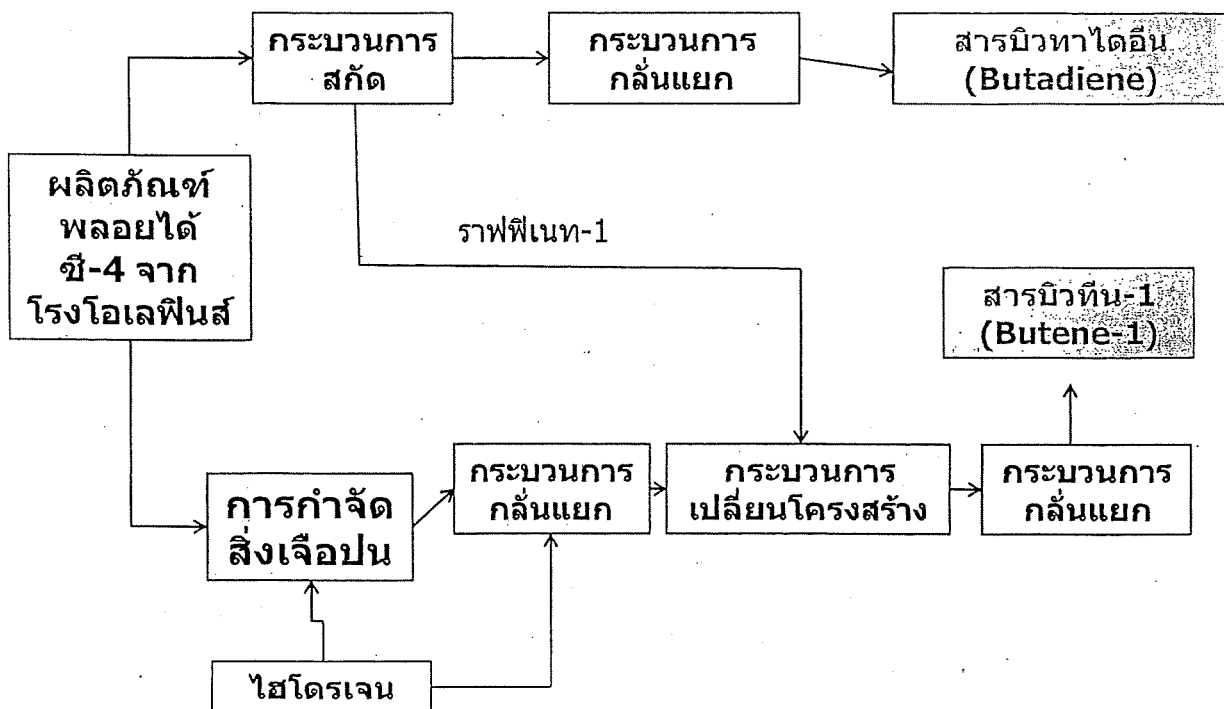 กระบวนการ
สกัด
กระบวนการ
กลั่นแยก
สารบิวทาไดอีน
(Butadiene)
ผลิตภัณฑ์
พลอยได้
ซี-4 จาก
โรงโอเลฟินส์
ราฟฟิเนท-1
สารบิวทีน-1
(Butene-1)
การกำจัด
สิ่งเจือปน
กระบวนการ
กลั่นแยก
กระบวนการ
เปลี่ยนโครงสร้าง
กระบวนการ
กลั่นแยก
ไฮโดรเจน